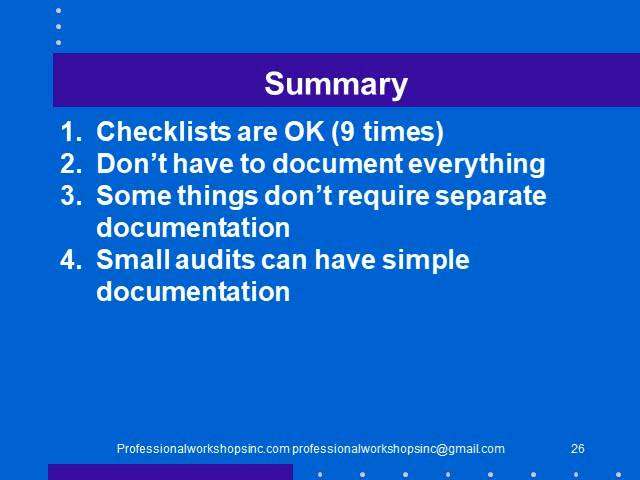 Summary
1. Checklists are OK (9 times)
2. Don’t have to document everything
3. Some things don’t require separate
documentation
4. Small audits can have simple
documentation
Professionalworkshopsinc.com professionalworkshopsinc@gmail.com 26